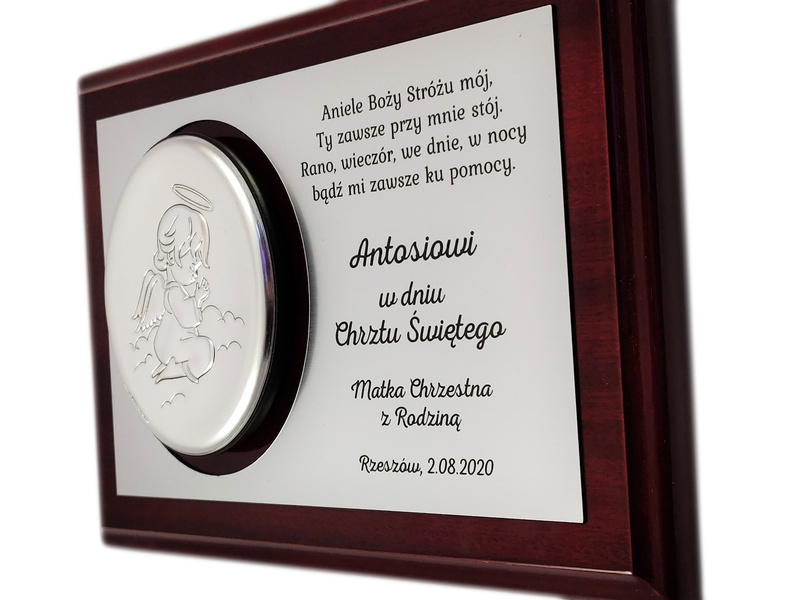 Aniele Boży Stróżu mój,
Ty zawsze przy mnie stój.
Rano, wieczór, we dnie, w nocy
bądź mi zawsze ku pomocy.
Antosiowi
w dniu
Chrztu Świętego
Matka Chrzestna
z Rodziną
Rzeszów, 2.08.2020